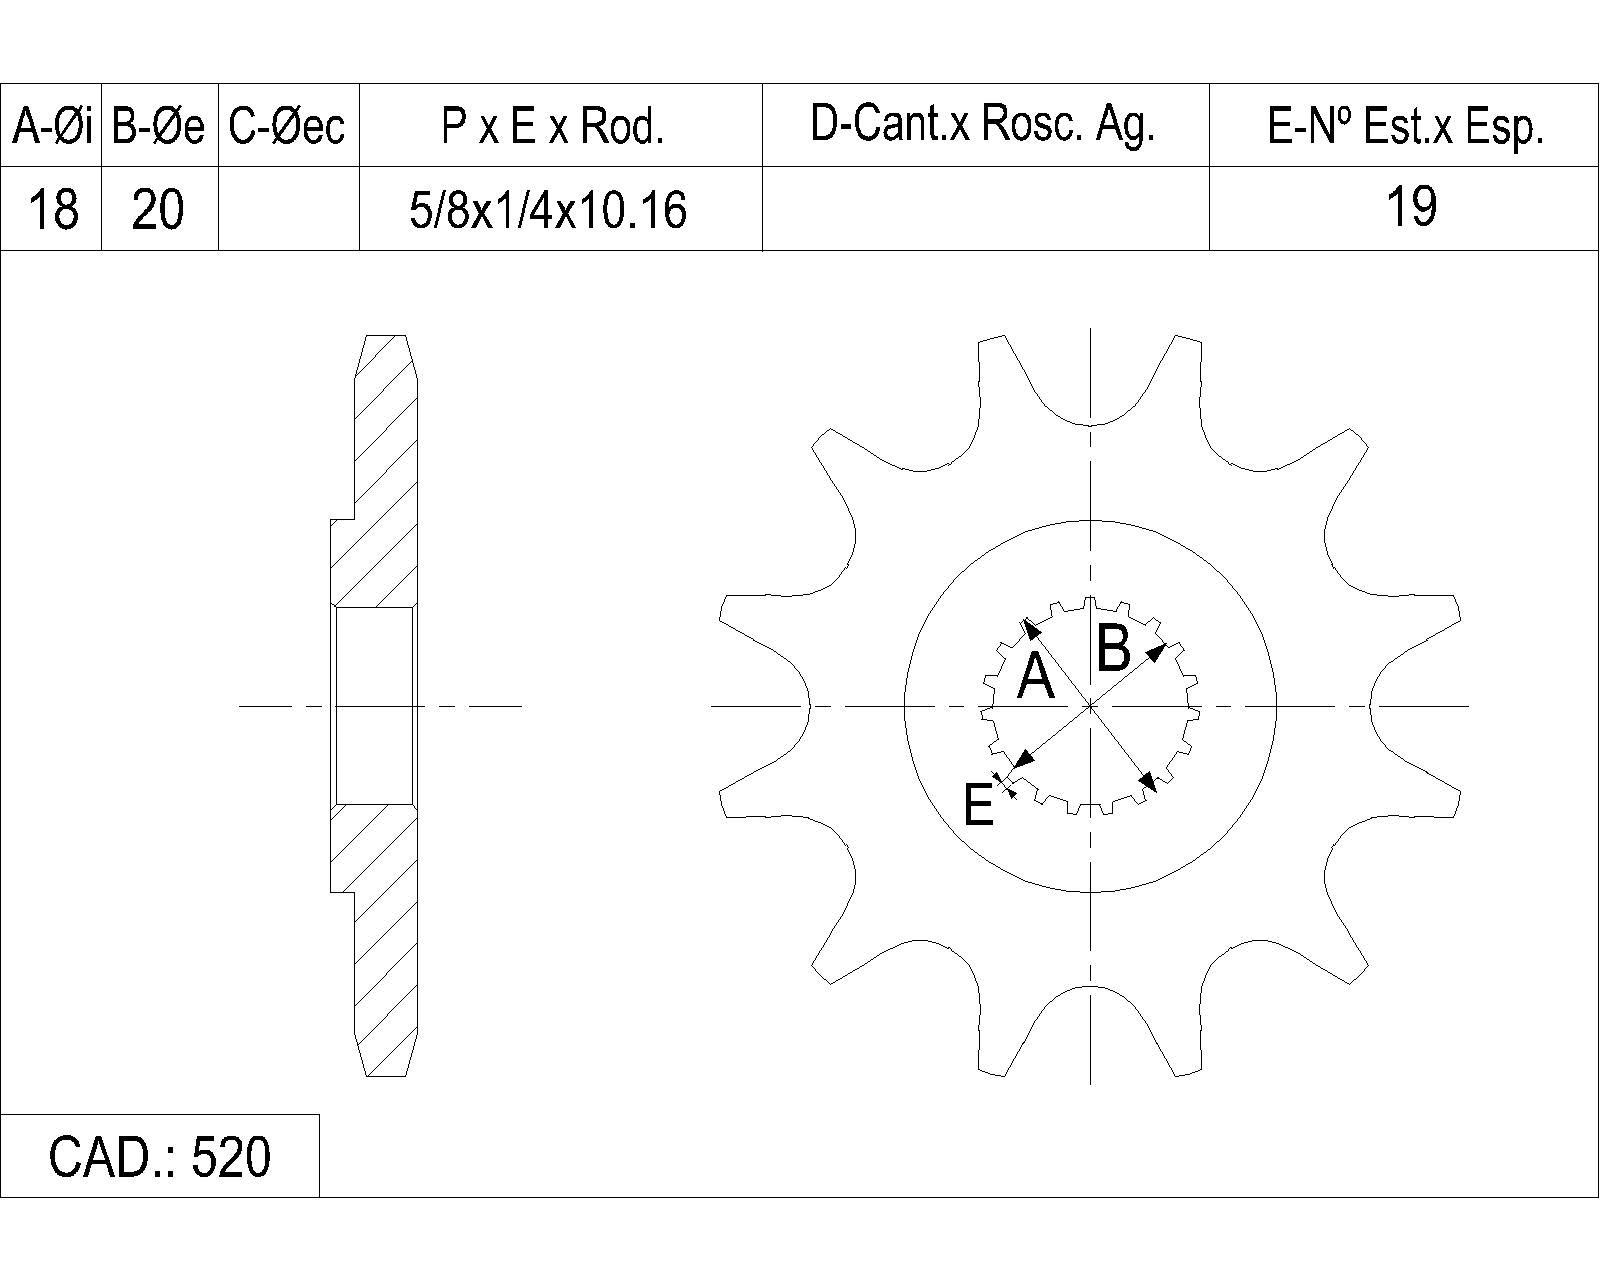 A-Øi B-Øe C-Øec P x E x Rod. D-Cant.x Rosc. Ag. E-Nº Est.x Esp.
18 20 5/8x1/4x10.16 19
B
A
E
CAD.: 520